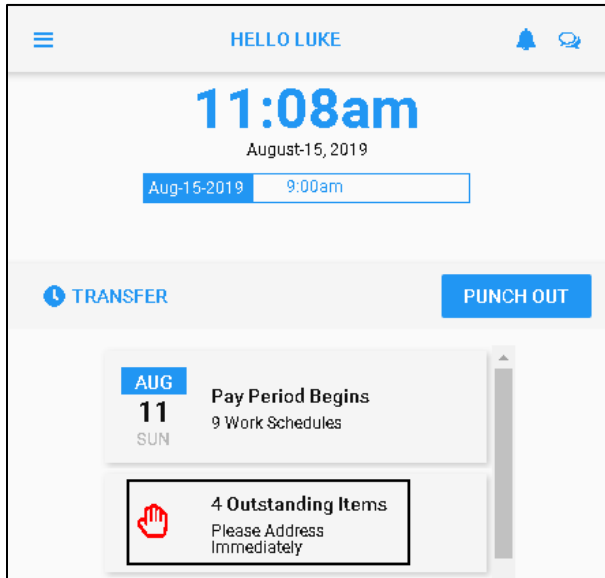 HELLO LUKE
11:08am
August-15, 2019
Aug-15-2019 9:00am
TRANSFER PUNCH OUT
AUG
11
SUN
Pay Period Begins
9 Work Schedules
4 Outstanding Items
Please Address
Immediately